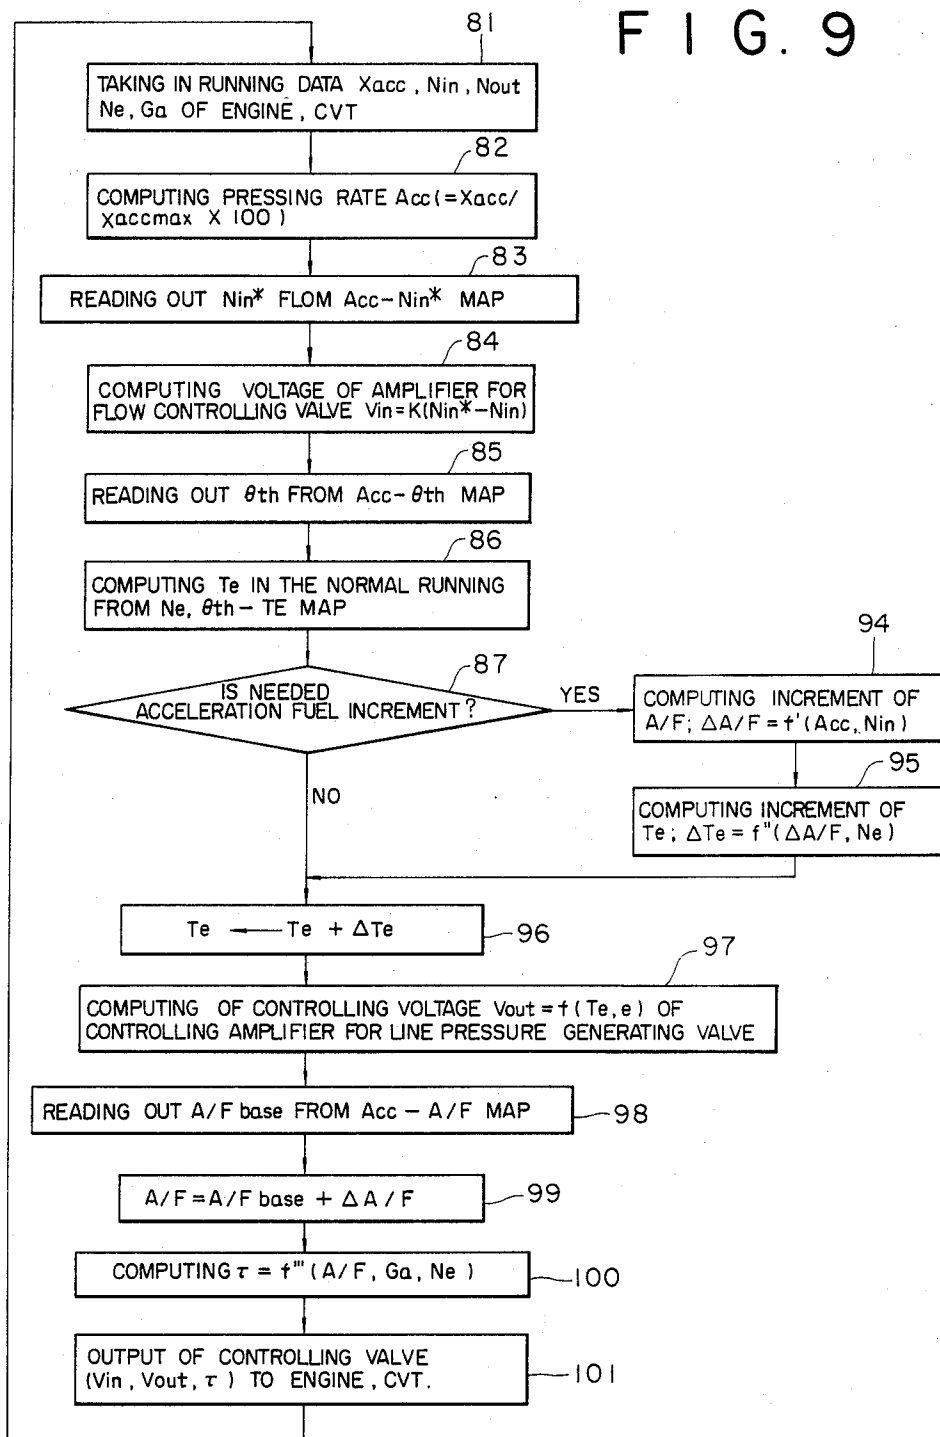 FIG. 9
81
TAKING IN RUNNING DATA Xacc, Nin, Nout
Ne, Ga OF ENGINE, CVT
82
COMPUTING PRESSING RATE Acc(=Xacc/
Xaccmax X 100)
83
READING OUT Nin* FLOM Acc-Nin* MAP
84
COMPUTING VOLTAGE OF AMPLIFIER FOR
FLOW CONTROLLING VALVE Vin=K(Nin*-Nin)
85
READING OUT θth FROM Acc-θth MAP
86
COMPUTING Te IN THE NORMAL RUNNING
FROM Ne, θth - TE MAP
87
IS NEEDED
ACCELERATION FUEL INCREMENT?
YES
NO
94
COMPUTING INCREMENT OF
A/F; ΔA/F = f'(Acc, Nin)
95
COMPUTING INCREMENT OF
Te; ΔTe = f''(ΔA/F, Ne)
Te ← Te + ΔTe
96
97
COMPUTING OF CONTROLLING VOLTAGE Vout = f(Te,e) OF
CONTROLLING AMPLIFIER FOR LINE PRESSURE GENERATING VALVE
READING OUT A/F base FROM Acc - A/F MAP
98
A/F = A/F base + ΔA/F
99
COMPUTING τ = f'''(A/F, Ga, Ne)
100
OUTPUT OF CONTROLLING VALVE
(Vin, Vout, τ) TO ENGINE, CVT.
101